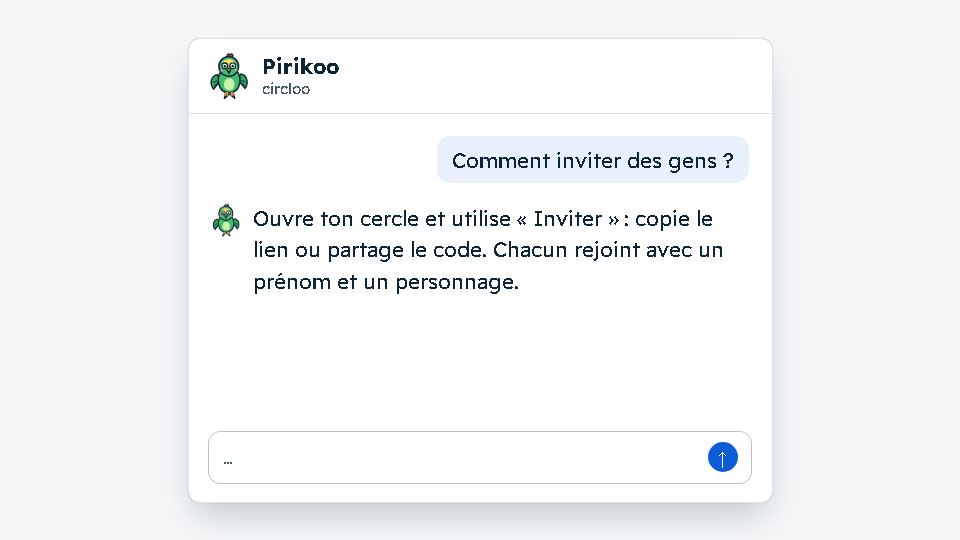 Pirikoo
circloo
Comment inviter des gens ?
Ouvre ton cercle et utilise « Inviter » : copie le
lien ou partage le code. Chacun rejoint avec un
prénom et un personnage.
…
↑